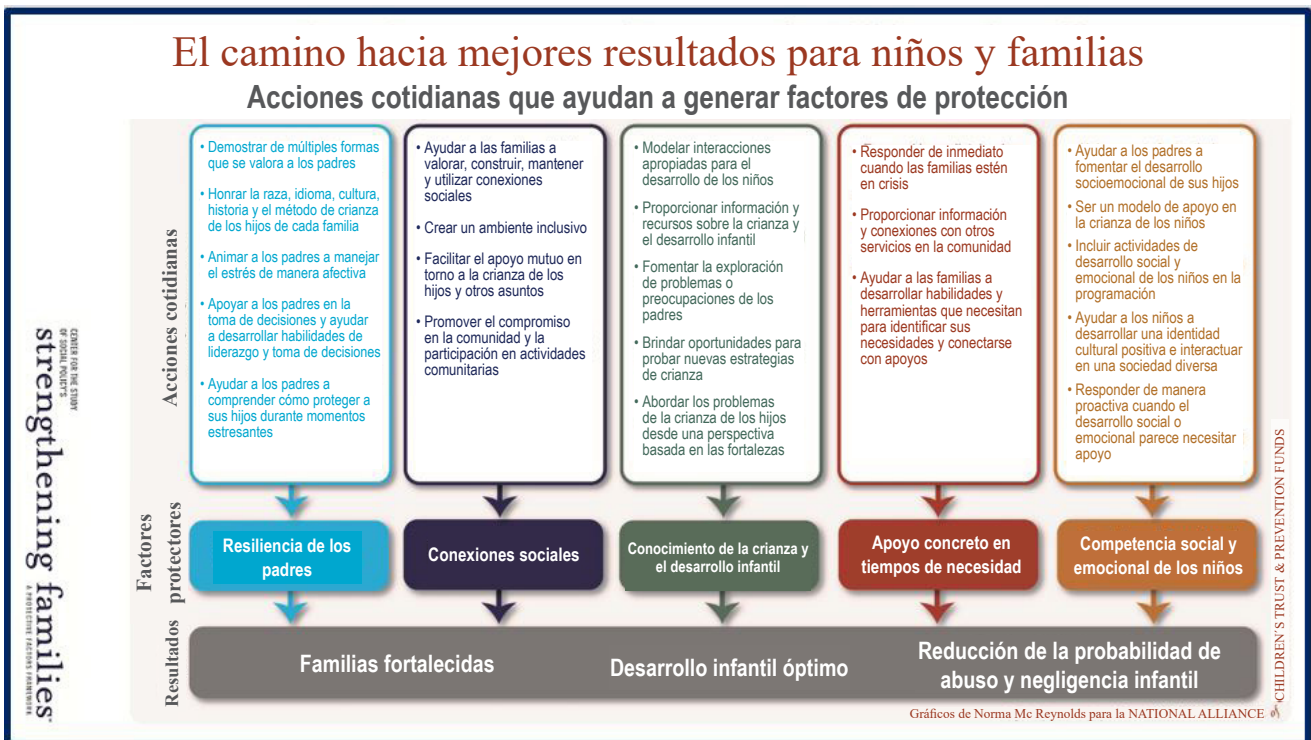 El camino hacia mejores resultados para niños y familias
Acciones cotidianas que ayudan a generar factores de protección
Acciones cotidianas
• Demostrar de múltiples formas
que se valora a los padres
• Honrar la raza, idioma, cultura,
historia y el método de crianza
de los hijos de cada familia
• Animar a los padres a manejar
el estrés de manera afectiva
• Apoyar a los padres en la
toma de decisiones y ayudar
a desarrollar habilidades de
liderazgo y toma de decisiones
• Ayudar a los padres a
comprender cómo proteger a
sus hijos durante momentos
estresantes
• Ayudar a las familias a
valorar, construir, mantener
y utilizar conexiones
sociales
• Crear un ambiente inclusivo
• Facilitar el apoyo mutuo en
torno a la crianza de los
hijos y otros asuntos
• Promover el compromiso
en la comunidad y la
participación en actividades
comunitarias
• Modelar interacciones
apropiadas para el
desarrollo de los niños
• Proporcionar información y
recursos sobre la crianza y
el desarrollo infantil
• Fomentar la exploración
de problemas o
preocupaciones de los
padres
• Brindar oportunidades para
probar nuevas estrategias
de crianza
• Abordar los problemas
de la crianza de los hijos
desde una perspectiva
basada en las fortalezas
• Responder de inmediato
cuando las familias estén
en crisis
• Proporcionar información
y conexiones con otros
servicios en la comunidad
• Ayudar a las familias a
desarrollar habilidades y
herramientas que necesitan
para identificar sus
necesidades y conectarse
con apoyos
• Ayudar a los padres a
fomentar el desarrollo
socioemocional de sus hijos
• Ser un modelo de apoyo en
la crianza de los niños
• Incluir actividades de
desarrollo social y
emocional de los niños en la
programación
• Ayudar a los niños a
desarrollar una identidad
cultural positiva e interactuar
en una sociedad diversa
• Responder de manera
proactiva cuando el
desarrollo social o
emocional parece necesitar
apoyo
Factores
protectores
Resiliencia de los
padres
Conexiones sociales
Conocimiento de la crianza y
el desarrollo infantil
Apoyo concreto en
tiempos de necesidad
Competencia social y
emocional de los niños
Resultados
Familias fortalecidas
Desarrollo infantil óptimo
Reducción de la probabilidad de
abuso y negligencia infantil
Gráficos de Norma Mc Reynolds para la NATIONAL ALLIANCE of
CHILDREN´S TRUST & PREVENTION FUNDS
CENTER FOR THE STUDY
OF SOCIAL POLICY'S
strengthening families
A PROTECTIVE FACTORS FRAMEWORK